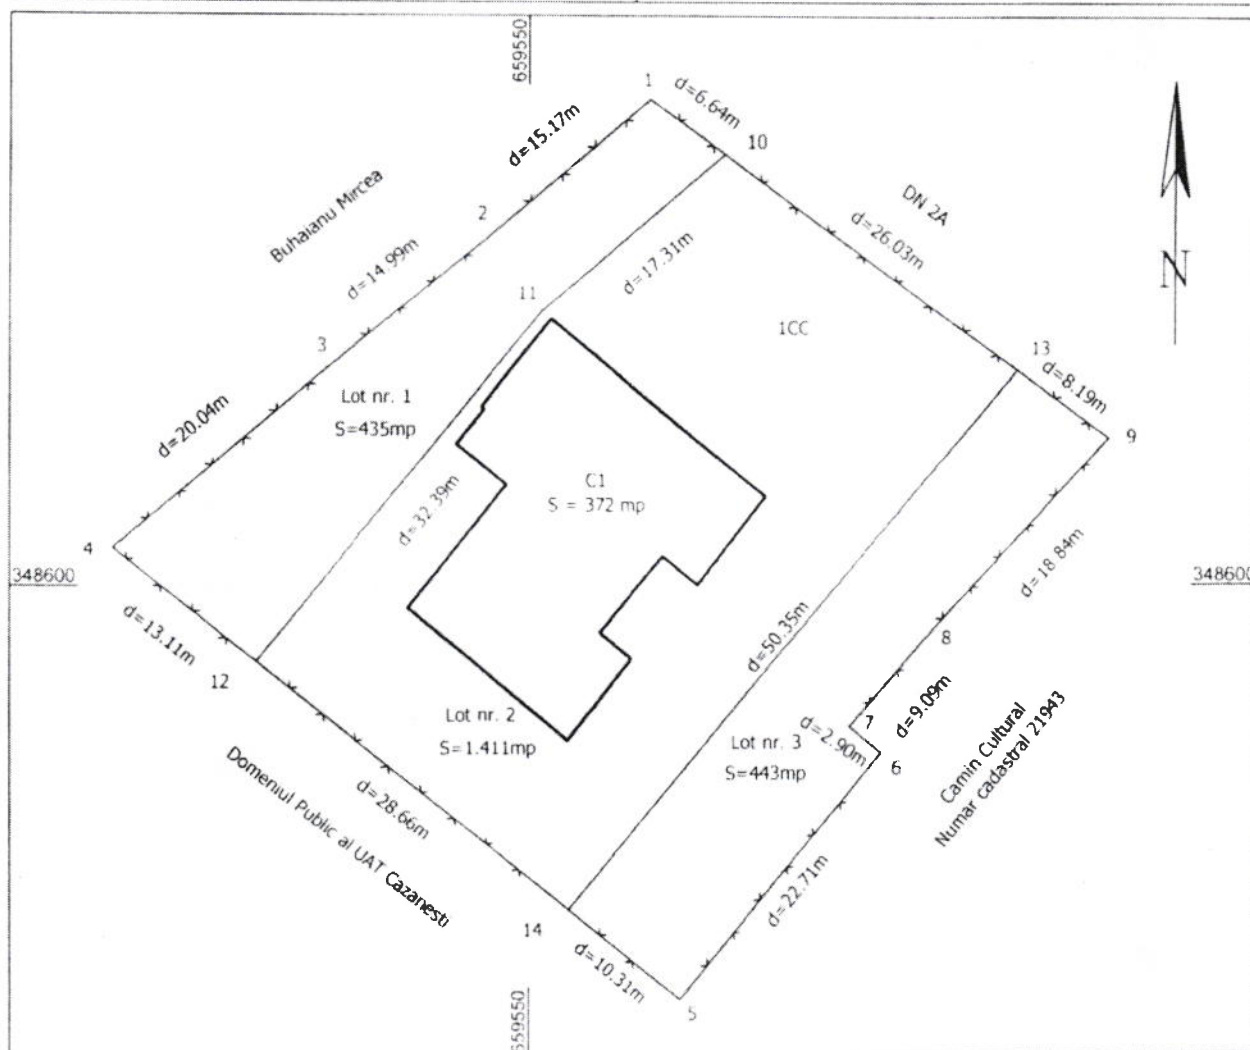 659550
1
d=6.64m
10
d=15.17m
Buhaianu Mircea
2
DN 2A
d=26.03m
N
d=14.99m
d=17.31m
11
1CC
3
13
d=8.19m
Lot nr. 1
S=435mp
d=20.04m
9
C1
S = 372 mp
d=32.39m
4
348600
348600
d=18.84m
d=13.11m
d=50.35m
8
12
Lot nr. 2
S=1.411mp
7
d=9.09m
d=2.90m
6
Lot nr. 3
S=443mp
Camin Cultural
Numar cadastral 21943
Domeniul Public al UAT Cazanesti
d=28.66m
d=22.71m
14
d=10.31m
5
659550